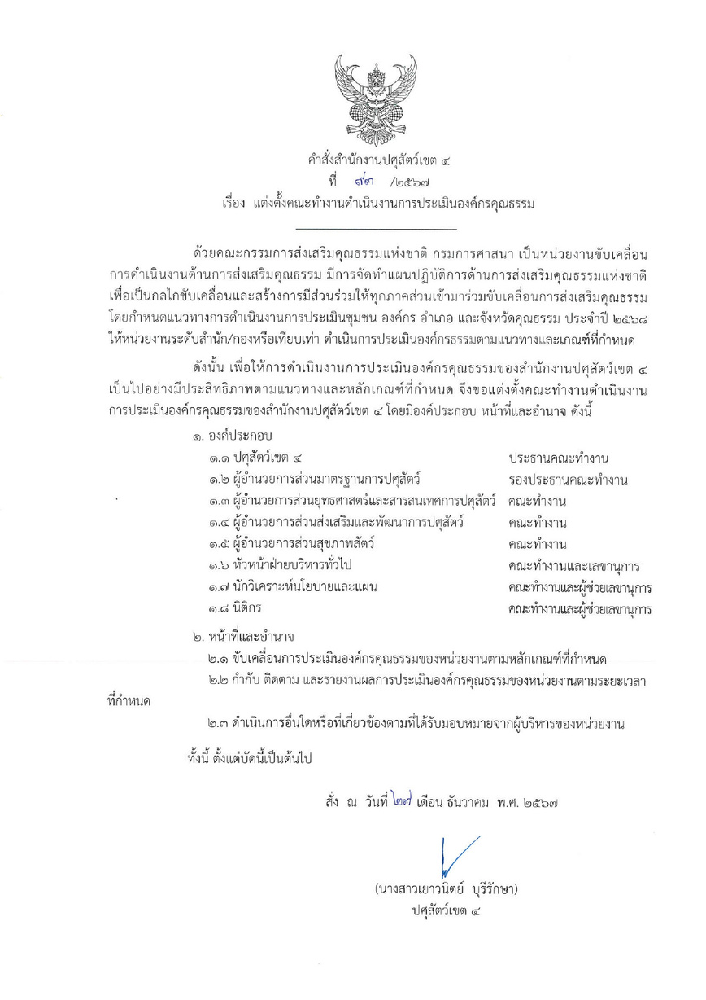 คำสั่งสำนักงานปศุสัตว์เขต ๔
ที่ ๙๓ /๒๕๖๗
เรื่อง แต่งตั้งคณะทำงานดำเนินงานการประเมินองค์กรคุณธรรม
ด้วยคณะกรรมการส่งเสริมคุณธรรมแห่งชาติ กรมการศาสนา เป็นหน่วยงานขับเคลื่อน
การดำเนินงานด้านการส่งเสริมคุณธรรม มีการจัดทำแผนปฏิบัติการด้านการส่งเสริมคุณธรรมแห่งชาติ
เพื่อเป็นกลไกขับเคลื่อนและสร้างการมีส่วนร่วมให้ทุกภาคส่วนเข้ามาร่วมขับเคลื่อนการส่งเสริมคุณธรรม
โดยกำหนดแนวทางการดำเนินงานการประเมินชุมชน องค์กร อำเภอ และจังหวัดคุณธรรม ประจำปี ๒๕๖๘
ให้หน่วยงานระดับสำนัก/กองหรือเทียบเท่า ดำเนินการประเมินองค์กรธรรมตามแนวทางและเกณฑ์ที่กำหนด
ดังนั้น เพื่อให้การดำเนินงานการประเมินองค์กรคุณธรรมของสำนักงานปศุสัตว์เขต ๔
เป็นไปอย่างมีประสิทธิภาพตามแนวทางและหลักเกณฑ์ที่กำหนด จึงขอแต่งตั้งคณะทำงานดำเนินงาน
การประเมินองค์กรคุณธรรมของสำนักงานปศุสัตว์เขต ๔ โดยมีองค์ประกอบ หน้าที่และอำนาจ ดังนี้
๑. องค์ประกอบ
๑.๑ ปศุสัตว์เขต ๔ ประธานคณะทำงาน
๑.๒ ผู้อำนวยการส่วนมาตรฐานการปศุสัตว์ รองประธานคณะทำงาน
๑.๓ ผู้อำนวยการส่วนยุทธศาสตร์และสารสนเทศการปศุสัตว์ คณะทำงาน
๑.๔ ผู้อำนวยการส่วนส่งเสริมและพัฒนาการปศุสัตว์ คณะทำงาน
๑.๕ ผู้อำนวยการส่วนสุขภาพสัตว์ คณะทำงาน
๑.๖ หัวหน้าฝ่ายบริหารทั่วไป คณะทำงานและเลขานุการ
๑.๗ นักวิเคราะห์นโยบายและแผน คณะทำงานและผู้ช่วยเลขานุการ
๑.๘ นิติกร คณะทำงานและผู้ช่วยเลขานุการ
๒. หน้าที่และอำนาจ
๒.๑ ขับเคลื่อนการประเมินองค์กรคุณธรรมของหน่วยงานตามหลักเกณฑ์ที่กำหนด
๒.๒ กำกับ ติดตาม และรายงานผลการประเมินองค์กรคุณธรรมของหน่วยงานตามระยะเวลา
ที่กำหนด
๒.๓ ดำเนินการอื่นใดหรือที่เกี่ยวข้องตามที่ได้รับมอบหมายจากผู้บริหารของหน่วยงาน
ทั้งนี้ ตั้งแต่บัดนี้เป็นต้นไป
สั่ง ณ วันที่ ๒๗ เดือน ธันวาคม พ.ศ. ๒๕๖๗
(นางสาวเยาวนิตย์ บุรีรักษา)
ปศุสัตว์เขต ๔